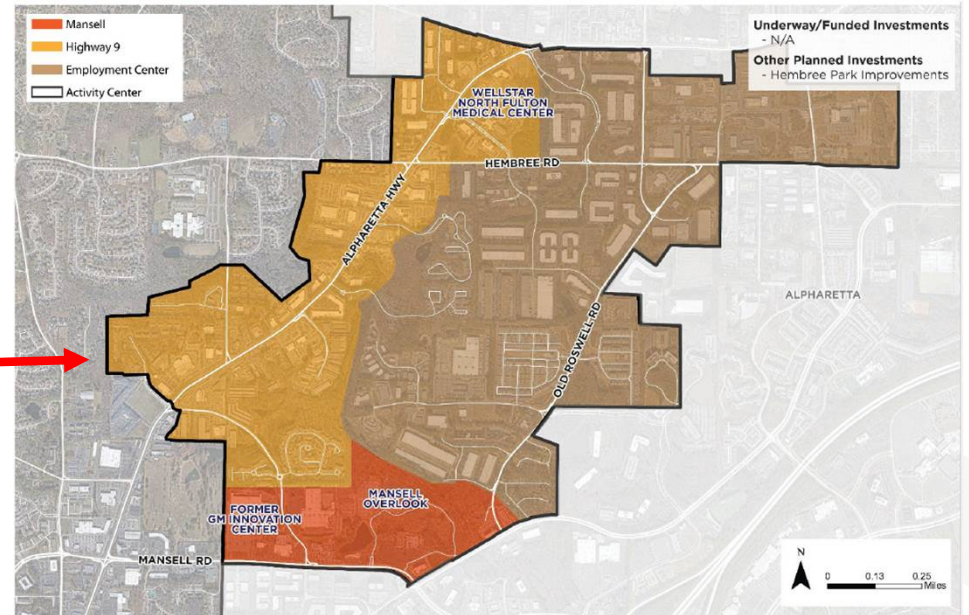 Mansell
Highway 9
Employment Center
Activity Center
Underway/Funded Investments
- N/A
Other Planned Investments
- Hembree Park Improvements
WELLSTAR
NORTH FULTON
MEDICAL CENTER
HEMBREE RD
ALPHARETTA HWY
ALPHARETTA
OLD ROSWELL RD
MANSELL
OVERLOOK
FORMER
GM INNOVATION
CENTER
MANSELL RD
N
0 0.13 0.25
Miles